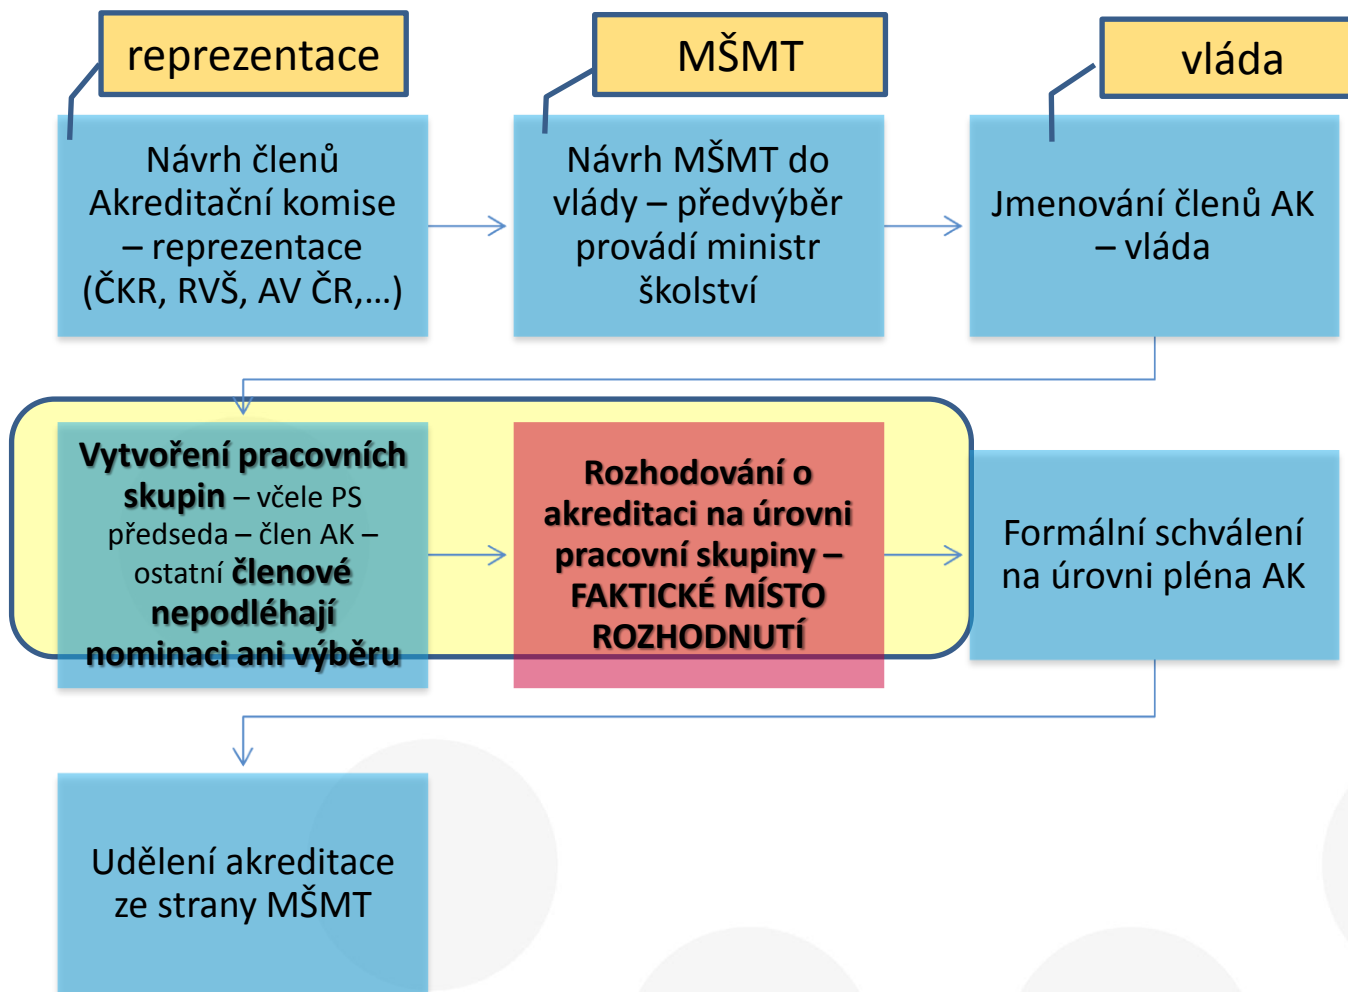 reprezentace
MŠMT
vláda
Návrh členů
Akreditační komise
– reprezentace
(ČKR, RVŠ, AV ČR,...)
Návrh MŠMT do
vlády – předvýběr
provádí ministr
školství
Jmenování členů AK
– vláda
Vytvoření pracovních
skupin – včele PS
předseda – člen AK –
ostatní členové
nepodléhají
nominaci ani výběru
Rozhodování o
akreditaci na úrovni
pracovní skupiny –
FAKTICKÉ MÍSTO
ROZHODNUTÍ
Formální schválení
na úrovni pléna AK
Udělení akreditace
ze strany MŠMT